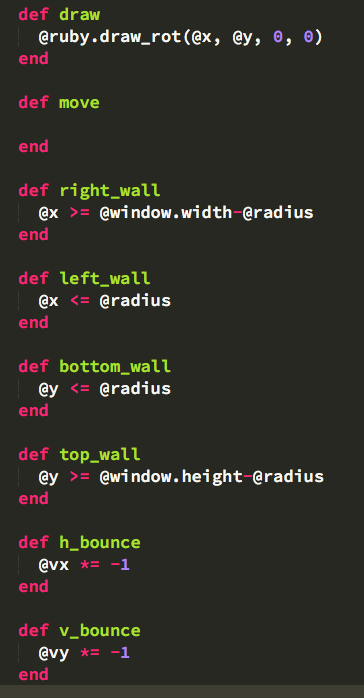 def draw
  @ruby.draw_rot(@x, @y, 0, 0)
end

def move

end

def right_wall
  @x >= @window.width-@radius
end

def left_wall
  @x <= @radius
end

def bottom_wall
  @y <= @radius
end

def top_wall
  @y >= @window.height-@radius
end

def h_bounce
  @vx *= -1
end

def v_bounce
  @vy *= -1
end